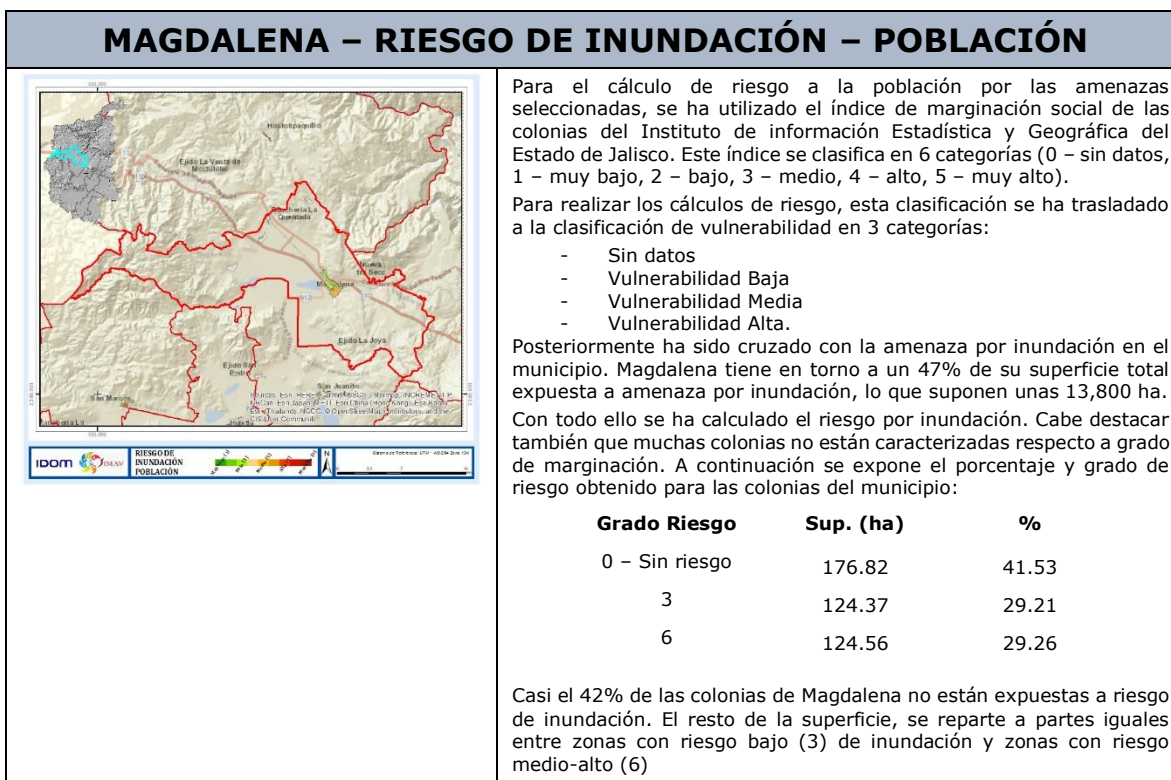 MAGDALENA – RIESGO DE INUNDACIÓN – POBLACIÓN
Hostotipaquillo
Ejido La Venta de
Mochitiltic
Quemada
Nueva
1ra Secc
Magdalena
Ejido La Joya
Ejido San
Pedro
San Juanito
San Marcos
IDOM
RIESGO DE
INUNDACIÓN
POBLACIÓN
N
Para el cálculo de riesgo a la población por las amenazas
seleccionadas, se ha utilizado el índice de marginación social de las
colonias del Instituto de información Estadística y Geográfica del
Estado de Jalisco. Este índice se clasifica en 6 categorías (0 – sin datos,
1 – muy bajo, 2 – bajo, 3 – medio, 4 – alto, 5 – muy alto).
Para realizar los cálculos de riesgo, esta clasificación se ha trasladado
a la clasificación de vulnerabilidad en 3 categorías:
- Sin datos
- Vulnerabilidad Baja
- Vulnerabilidad Media
- Vulnerabilidad Alta.
Posteriormente ha sido cruzado con la amenaza por inundación en el
municipio. Magdalena tiene en torno a un 47% de su superficie total
expuesta a amenaza por inundación, lo que suponen unas 13,800 ha.
Con todo ello se ha calculado el riesgo por inundación. Cabe destacar
también que muchas colonias no están caracterizadas respecto a grado
de marginación. A continuación se expone el porcentaje y grado de
riesgo obtenido para las colonias del municipio:
Grado Riesgo Sup. (ha) %
0 – Sin riesgo 176.82 41.53
3 124.37 29.21
6 124.56 29.26
Casi el 42% de las colonias de Magdalena no están expuestas a riesgo
de inundación. El resto de la superficie, se reparte a partes iguales
entre zonas con riesgo bajo (3) de inundación y zonas con riesgo
medio-alto (6)